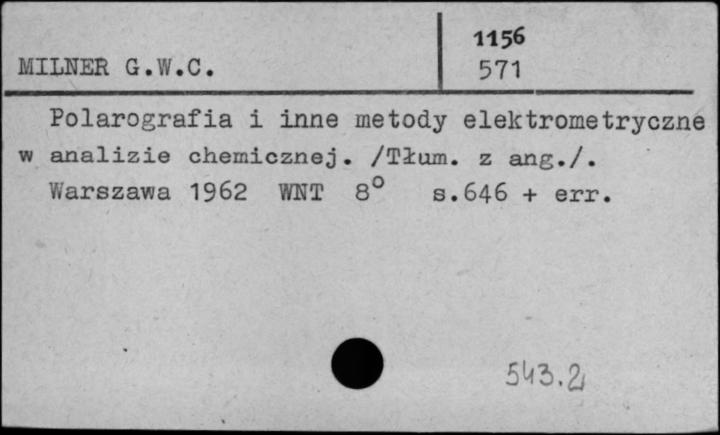 1156
MILNER G.W.C.
571
Polarografia i inne metody elektrometryczne
w analizie chemicznej. /Tłum. z ang./.
Warszawa 1962 WNT 8° s.646 + err.
543.2